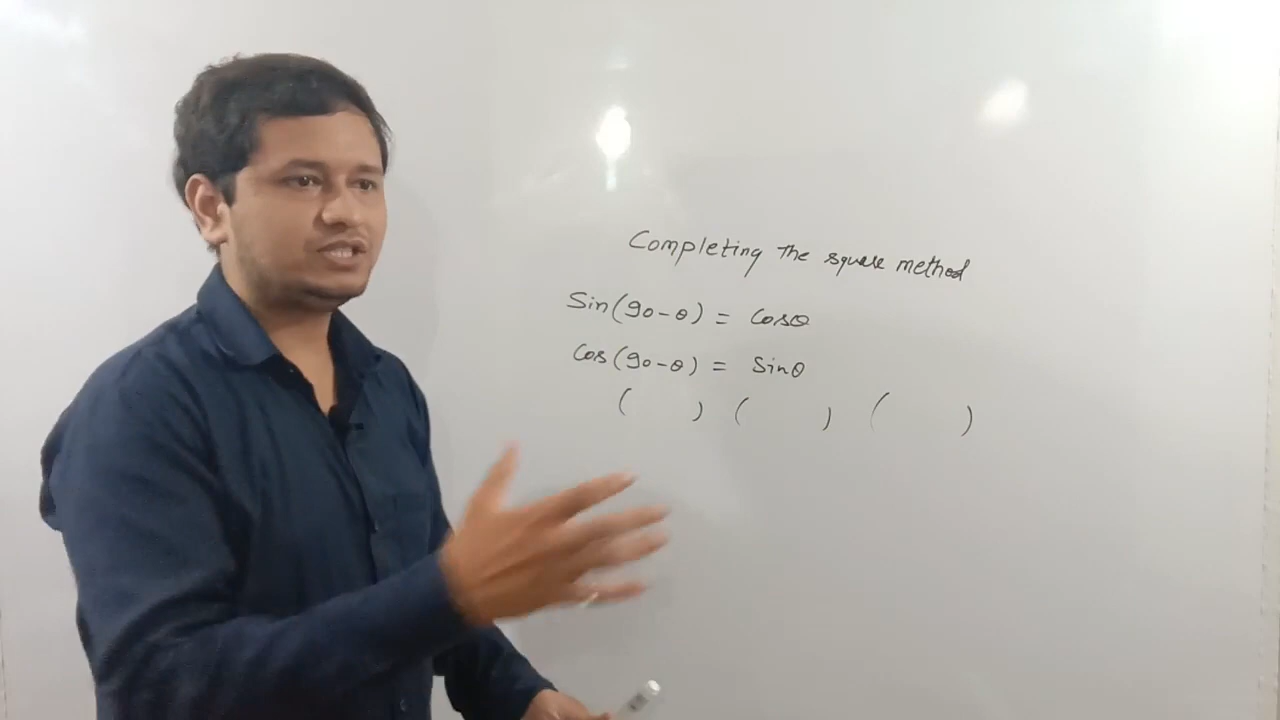 Completing the square method
Sin(90-θ) = Cosθ
Cos(90-θ) = Sinθ
( ) ( ) ( )